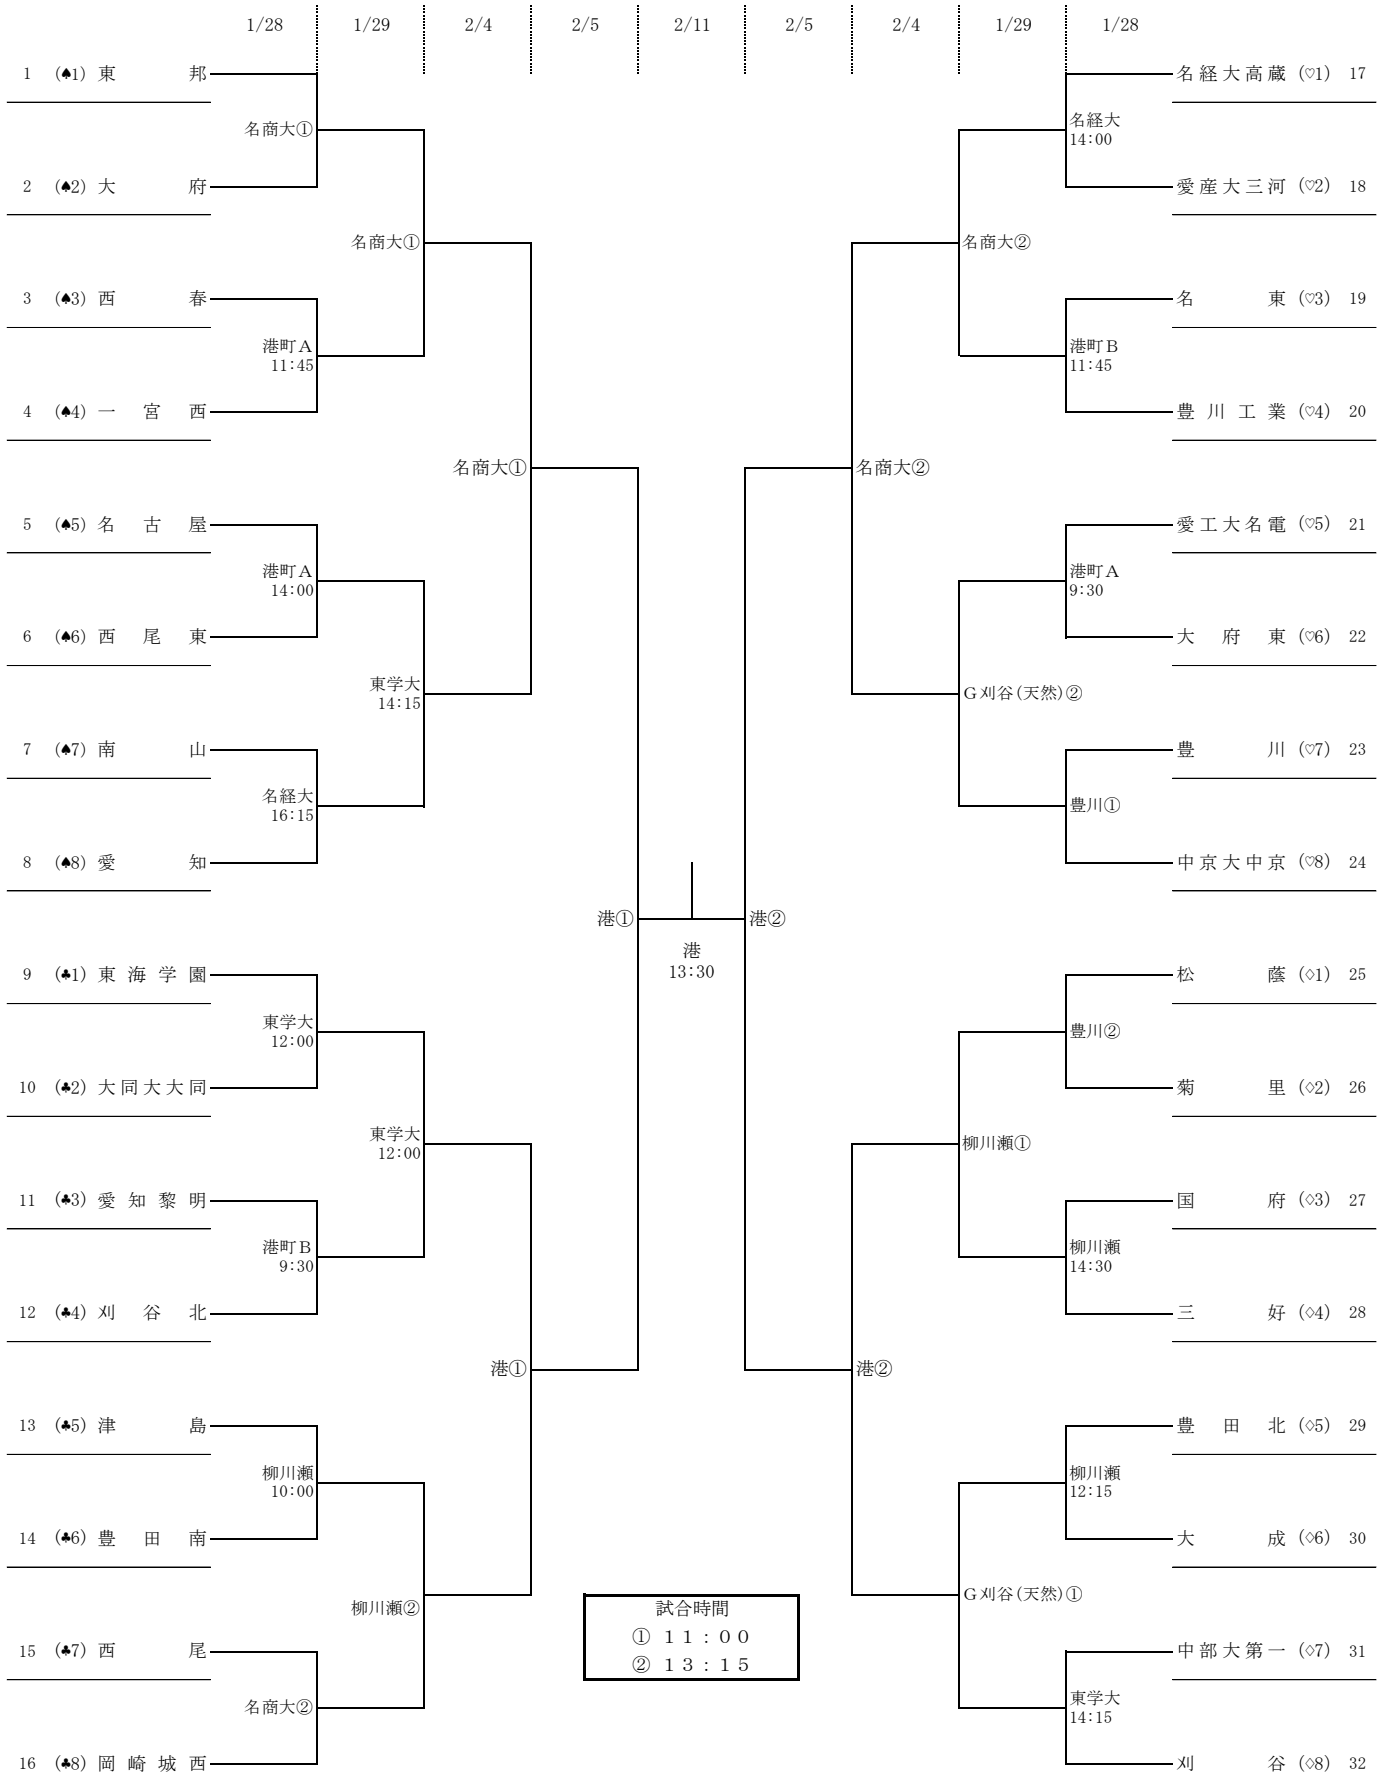 1/28 1/29 2/4 2/5 2/11 2/5 2/4 1/29 1/28
1 (♠1) 東邦
名経大高蔵 (♡1) 17
名商大①
名経大
14:00
2 (♠2) 大府
愛産大三河 (♡2) 18
名商大①
名商大②
3 (♠3) 西春
名東 (♡3) 19
港町A
11:45
港町B
11:45
4 (♠4) 一宮西
豊川工業 (♡4) 20
名商大①
名商大②
5 (♠5) 名古屋
愛工大名電 (♡5) 21
港町A
14:00
港町A
9:30
6 (♠6) 西尾東
大府東 (♡6) 22
東学大
14:15
G刈谷(天然)②
7 (♠7) 南山
豊川 (♡7) 23
名経大
16:15
豊川①
8 (♠8) 愛知
中京大中京 (♡8) 24
港①
港②
港
13:30
9 (♣1) 東海学園
松蔭 (♢1) 25
東学大
12:00
豊川②
10 (♣2) 大同大大同
菊里 (♢2) 26
東学大
12:00
柳川瀬①
11 (♣3) 愛知黎明
国府 (♢3) 27
港町B
9:30
柳川瀬
14:30
12 (♣4) 刈谷北
三好 (♢4) 28
港①
港②
13 (♣5) 津島
豊田北 (♢5) 29
柳川瀬
10:00
柳川瀬
12:15
14 (♣6) 豊田南
大成 (♢6) 30
柳川瀬②
G刈谷(天然)①
試合時間
① 11:00
② 13:15
15 (♣7) 西尾
中部大第一 (♢7) 31
名商大②
東学大
14:15
16 (♣8) 岡崎城西
刈谷 (♢8) 32